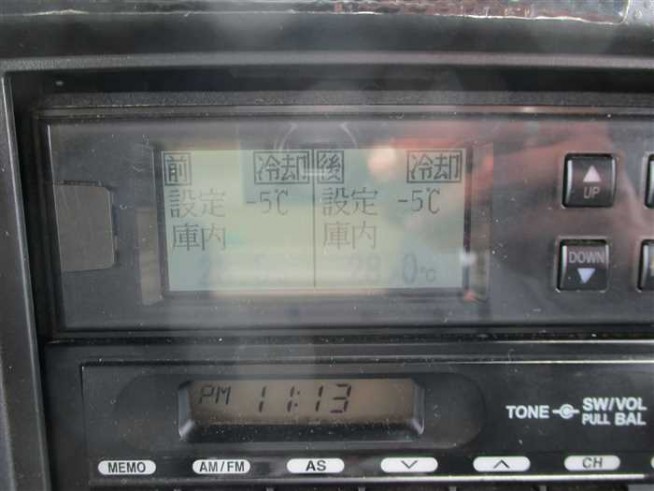 前 冷却 後 冷却
設定 -5℃ 設定 -5℃
庫内 庫内
UP
DOWN
PM 11:13
TONE SW/VOL
PULL BAL
MEMO AM/FM AS CH